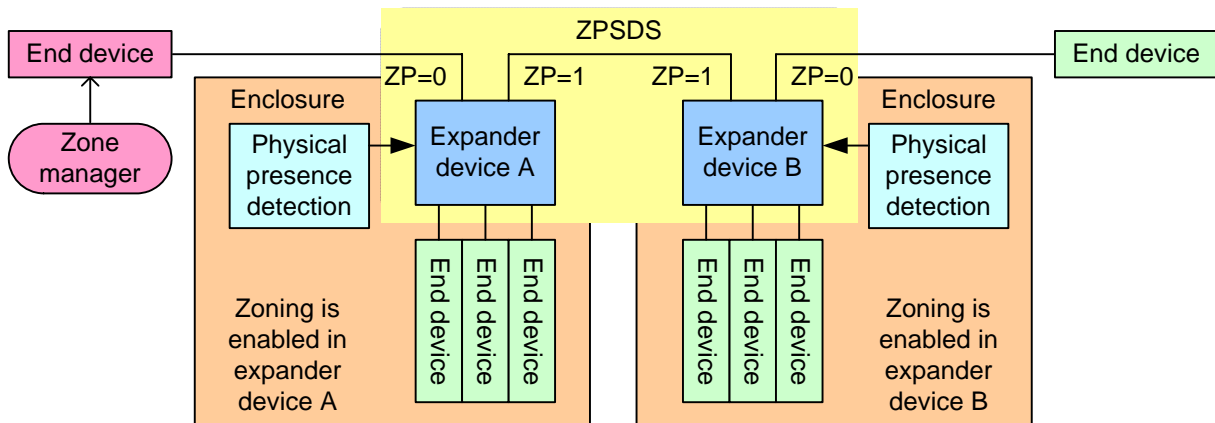 ZPSDS
End device
End device
ZP=0
ZP=1
ZP=1
ZP=0
Enclosure
Enclosure
Zone
manager
Physical
presence
detection
Expander
device A
Expander
device B
Physical
presence
detection
End device
End device
End device
End device
End device
End device
Zoning is
enabled in
expander
device A
Zoning is
enabled in
expander
device B